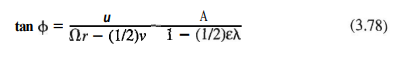 tan ϕ = u / (Ωr − (1/2)v) A / (1 − (1/2)ελ) (3.78)